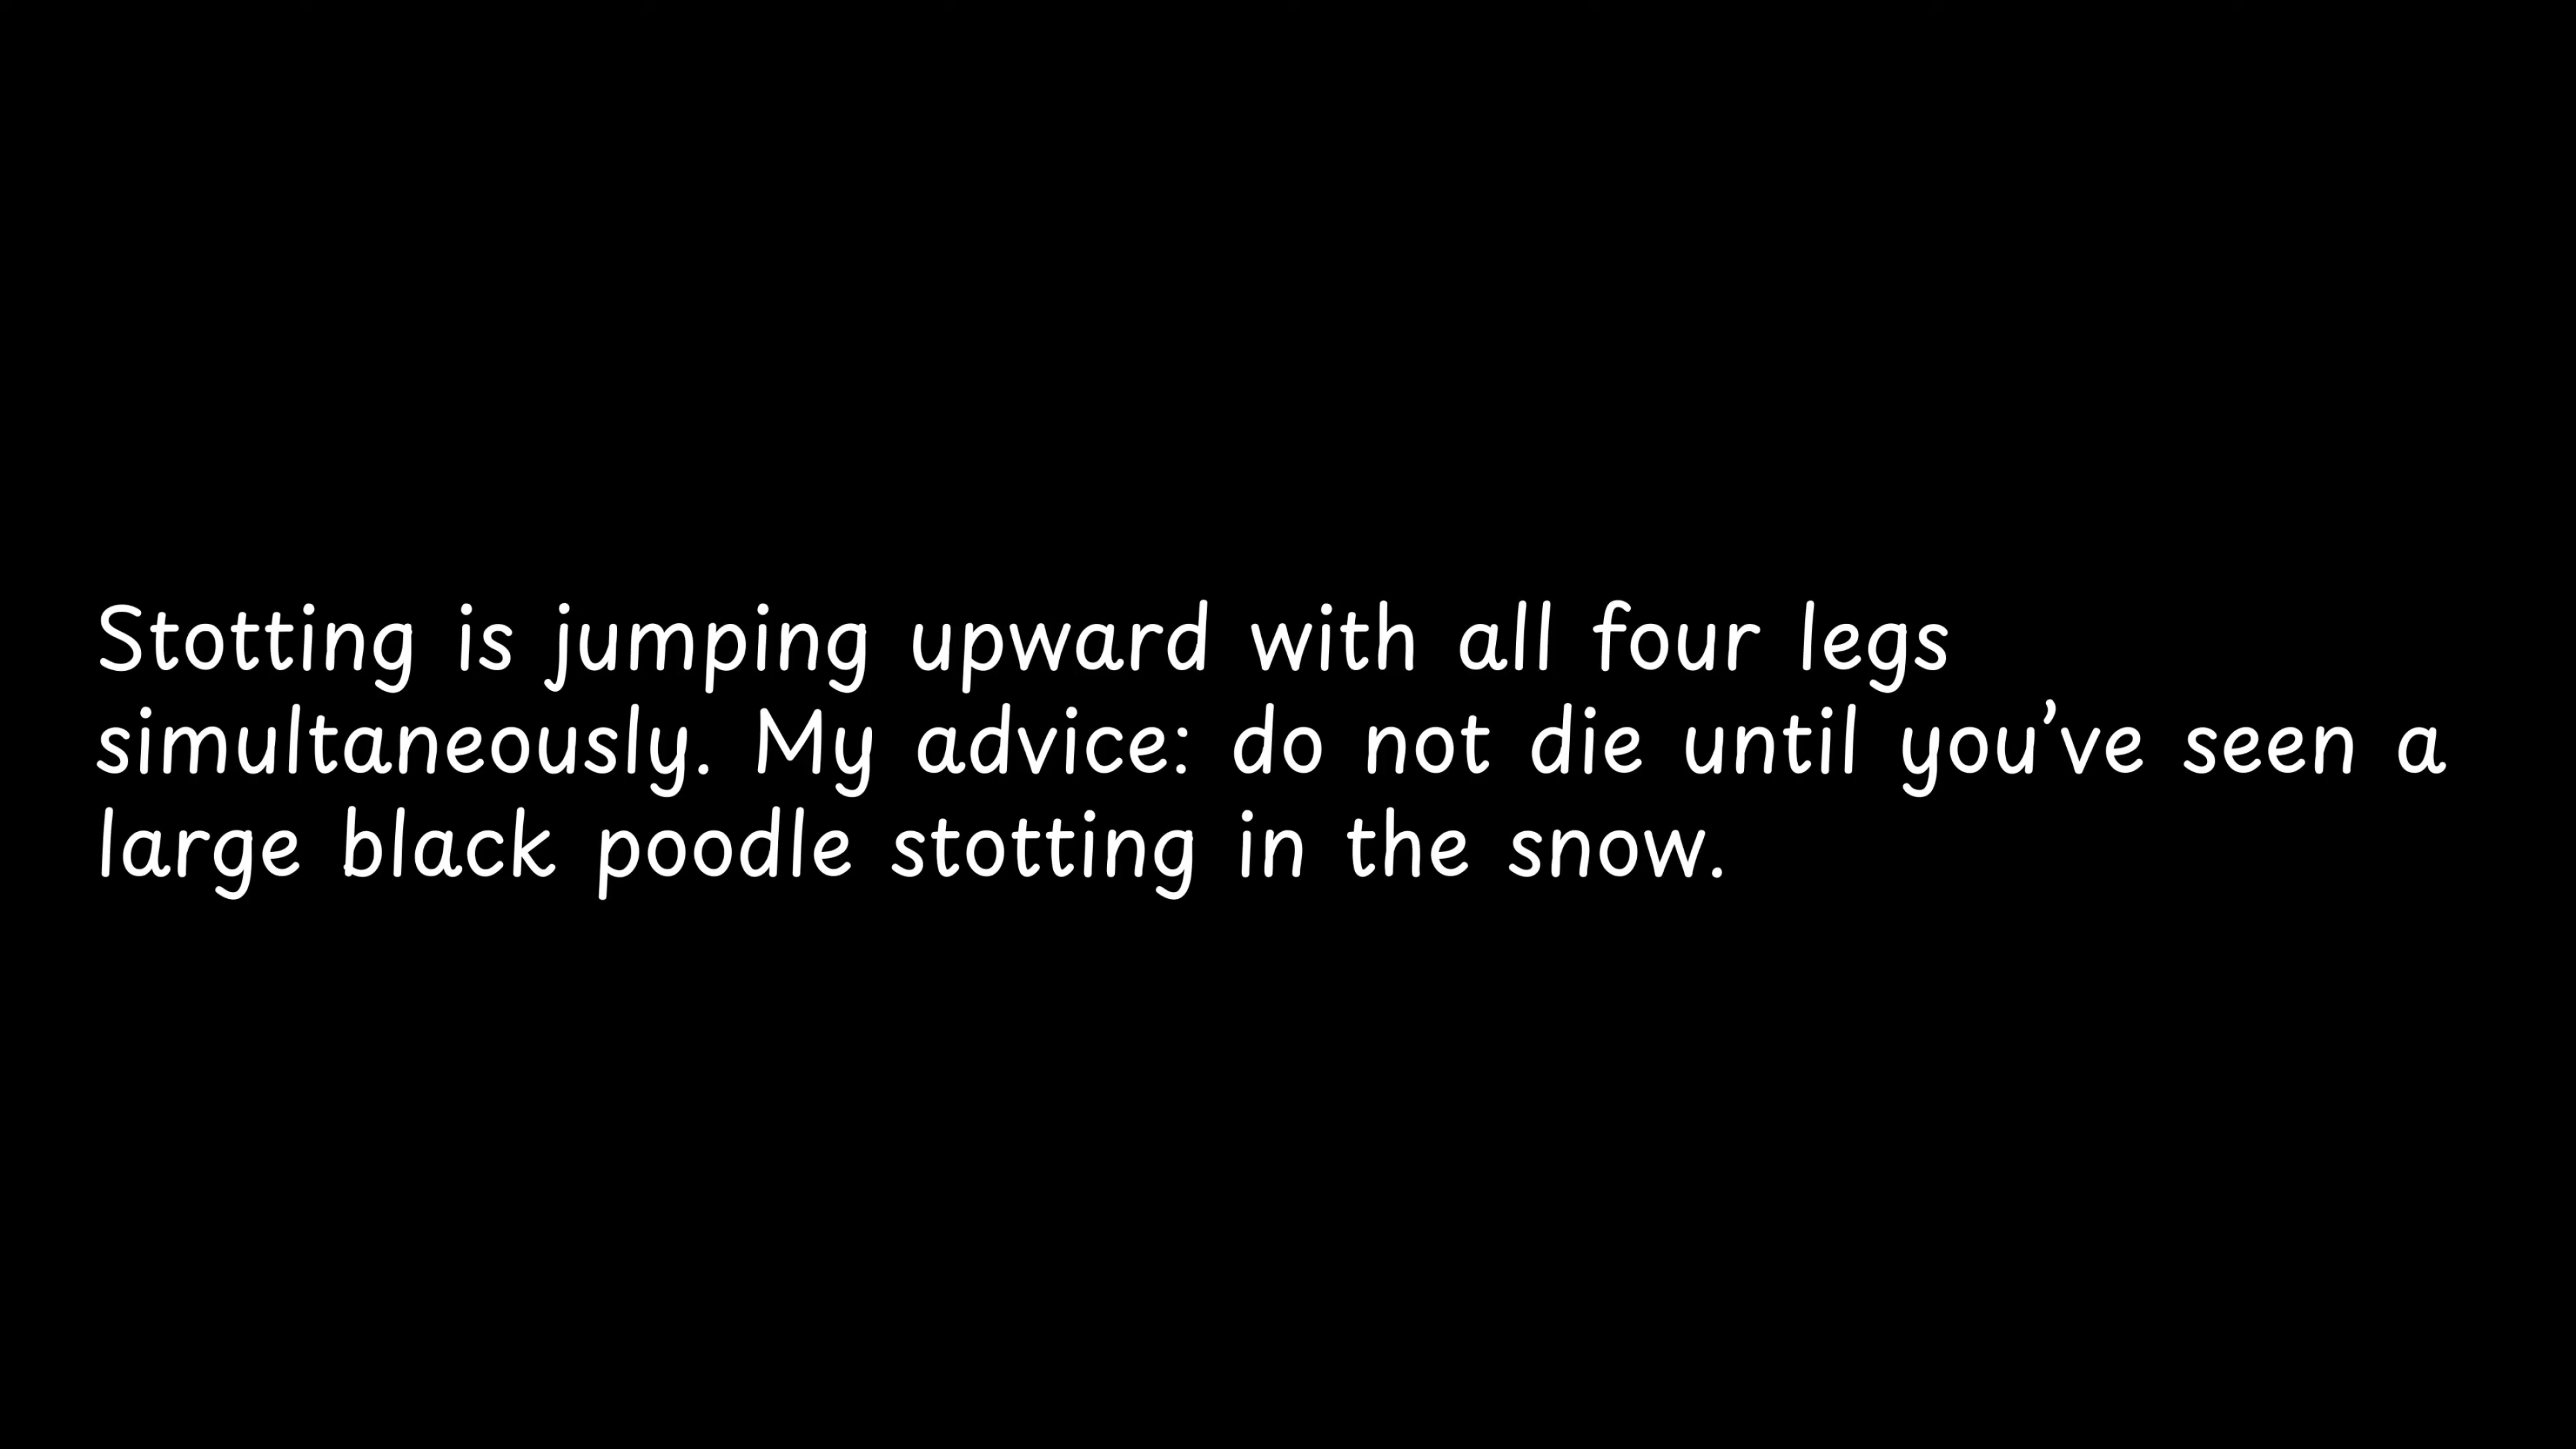 Stotting is jumping upward with all four legs
simultaneously. My advice: do not die until you’ve seen a
large black poodle stotting in the snow.